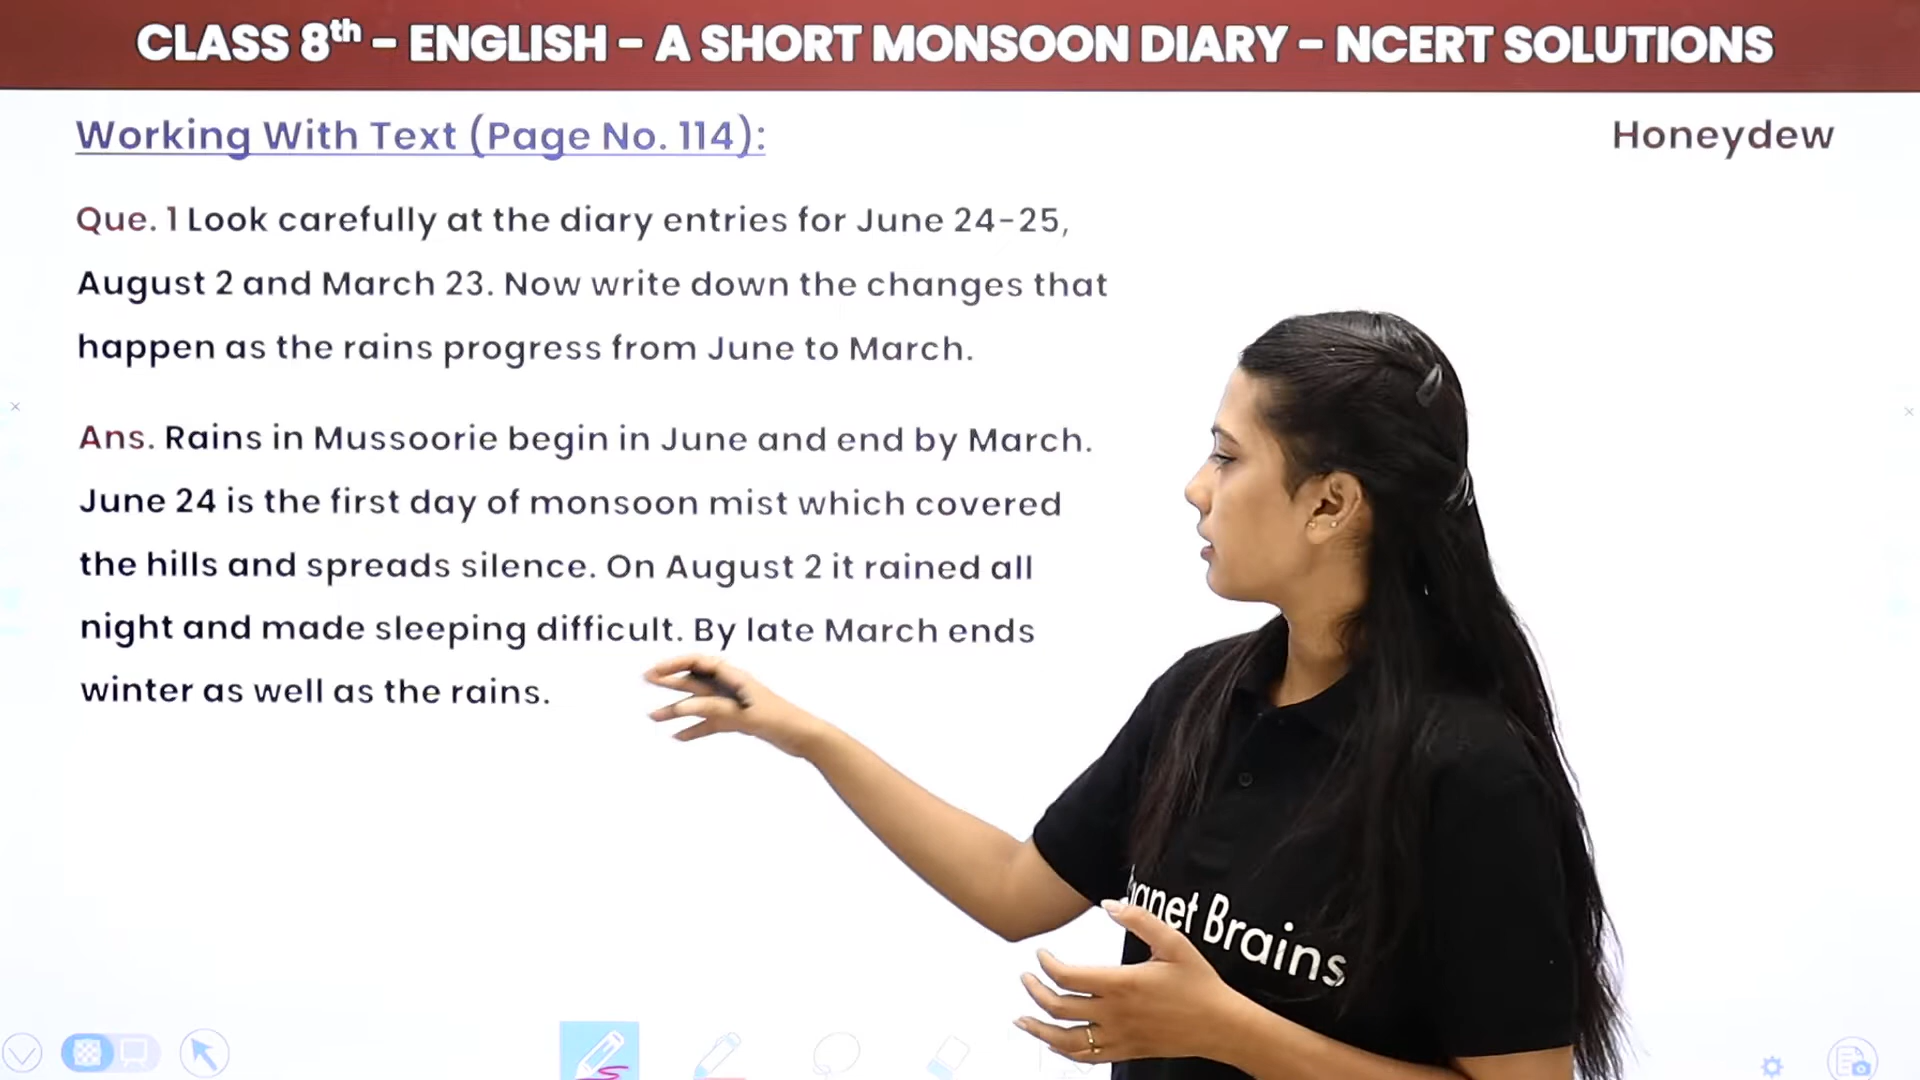 CLASS 8th – ENGLISH – A SHORT MONSOON DIARY – NCERT SOLUTIONS
Working With Text (Page No. 114):
Honeydew
Que. 1 Look carefully at the diary entries for June 24-25,
August 2 and March 23. Now write down the changes that
happen as the rains progress from June to March.
Ans. Rains in Mussoorie begin in June and end by March.
June 24 is the first day of monsoon mist which covered
the hills and spreads silence. On August 2 it rained all
night and made sleeping difficult. By late March ends
winter as well as the rains.
Brains